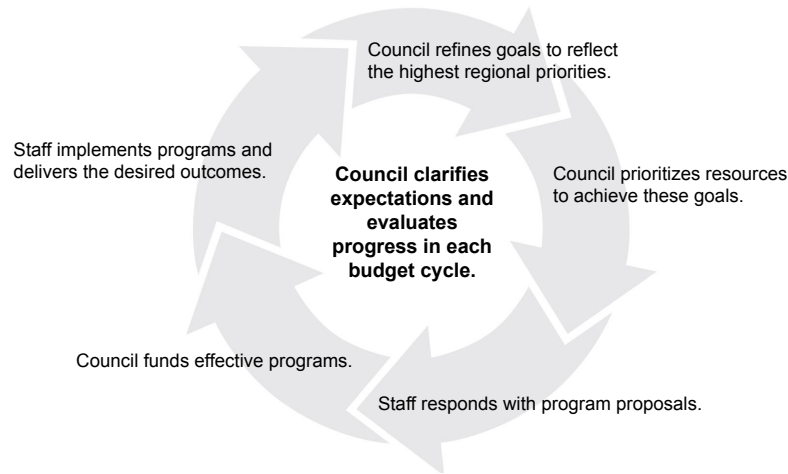 Council refines goals to reflect
the highest regional priorities.
Council prioritizes resources
to achieve these goals.
Staff responds with program proposals.
Council funds effective programs.
Staff implements programs and
delivers the desired outcomes.
Council clarifies
expectations and
evaluates
progress in each
budget cycle.